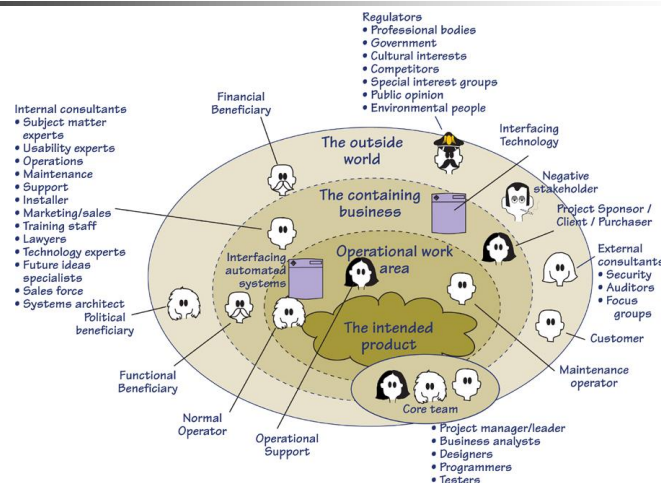 Regulators
• Professional bodies
• Government
• Cultural interests
• Competitors
• Special interest groups
• Public opinion
• Environmental people
Financial
Beneficiary
Internal consultants
• Subject matter
experts
• Usability experts
• Operations
• Maintenance
• Support
• Installer
• Marketing/sales
• Training staff
• Lawyers
• Technology experts
• Future ideas
specialists
• Sales force
• Systems architect
Interfacing
Technology
The outside
world
Negative
stakeholder
The containing
business
Project Sponsor /
Client / Purchaser
Operational work
area
Interfacing
automated
systems
External
consultants
• Security
• Auditors
• Focus
groups
Political
beneficiary
The intended
product
Customer
Maintenance
operator
Functional
Beneficiary
Normal
Operator
Operational
Support
Core team
• Project manager/leader
• Business analysts
• Designers
• Programmers
• Testers